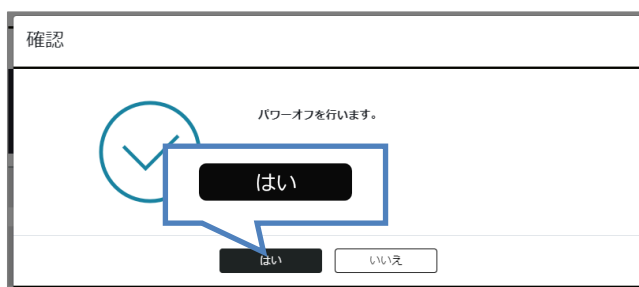 確認
パワーオフを行います。
はい
はい
いいえ